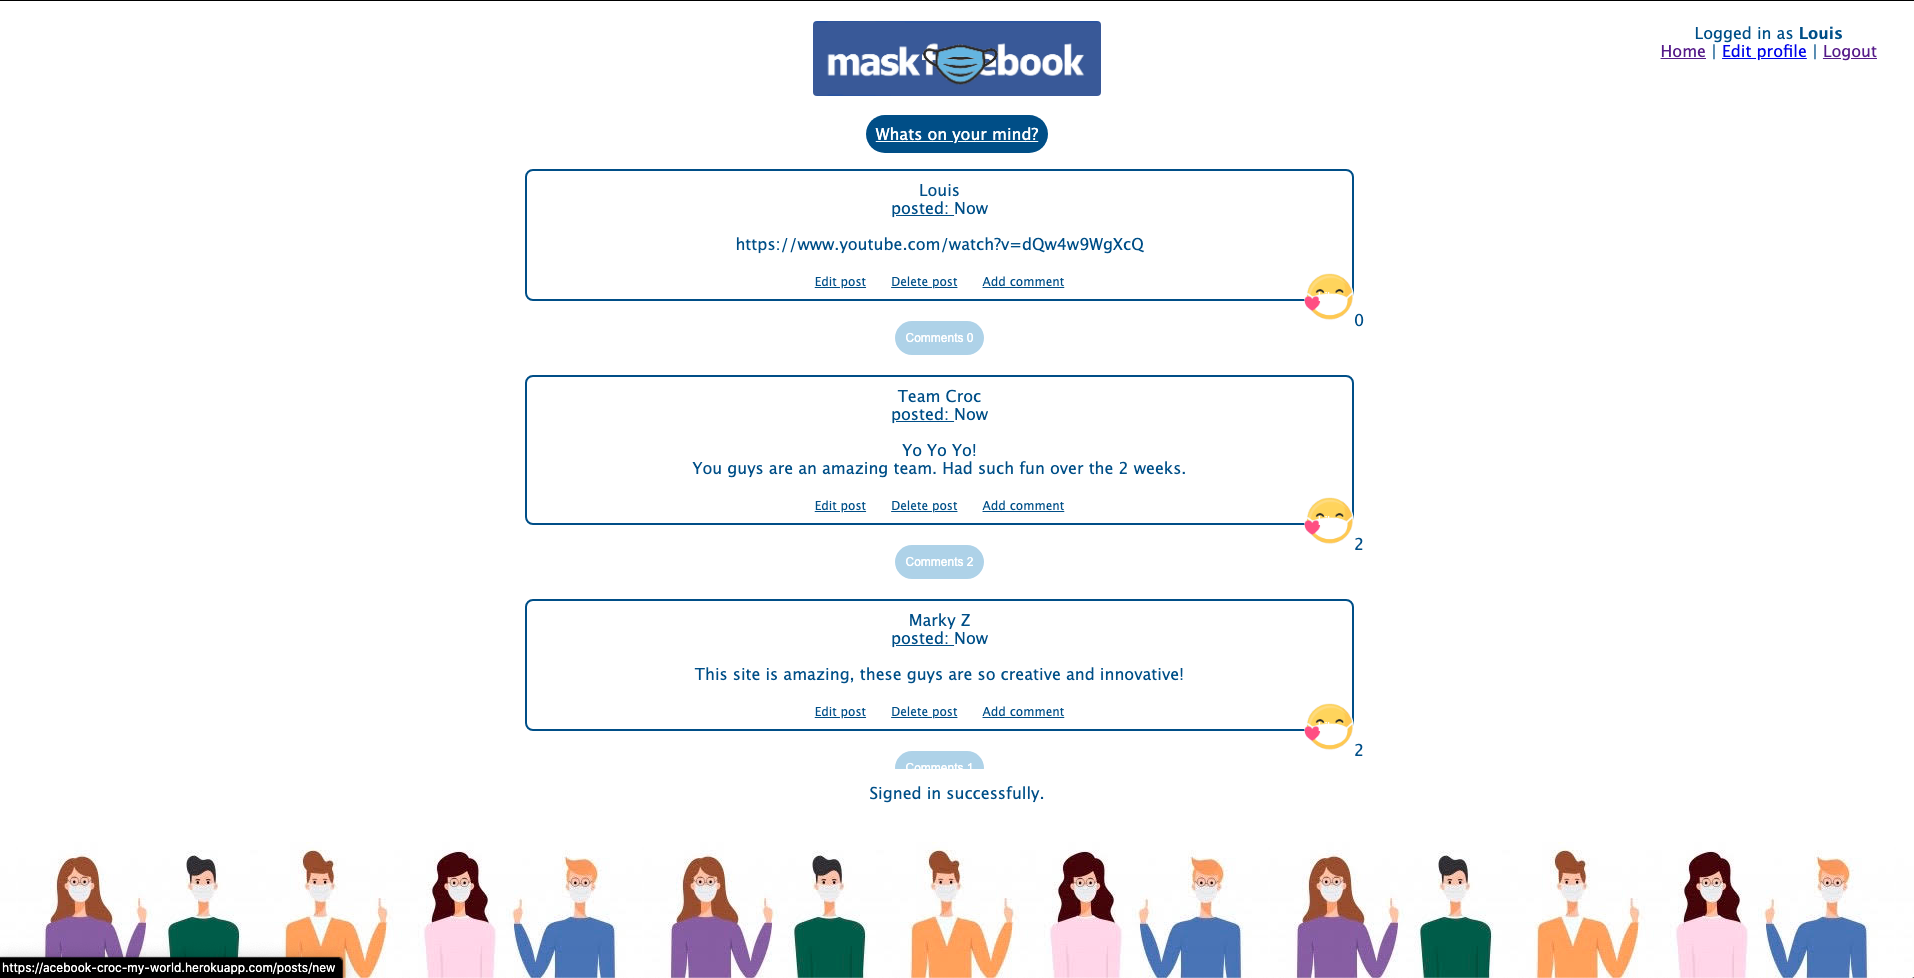 maskfacebook
Logged in as Louis
Home | Edit profile | Logout
Whats on your mind?
Louis
posted: Now
https://www.youtube.com/watch?v=dQw4w9WgXcQ
Edit post Delete post Add comment
0
Comments 0
Team Croc
posted: Now
Yo Yo Yo!
You guys are an amazing team. Had such fun over the 2 weeks.
Edit post Delete post Add comment
2
Comments 2
Marky Z
posted: Now
This site is amazing, these guys are so creative and innovative!
Edit post Delete post Add comment
2
Comments 1
Signed in successfully.
https://acebook-croc-my-world.herokuapp.com/posts/new